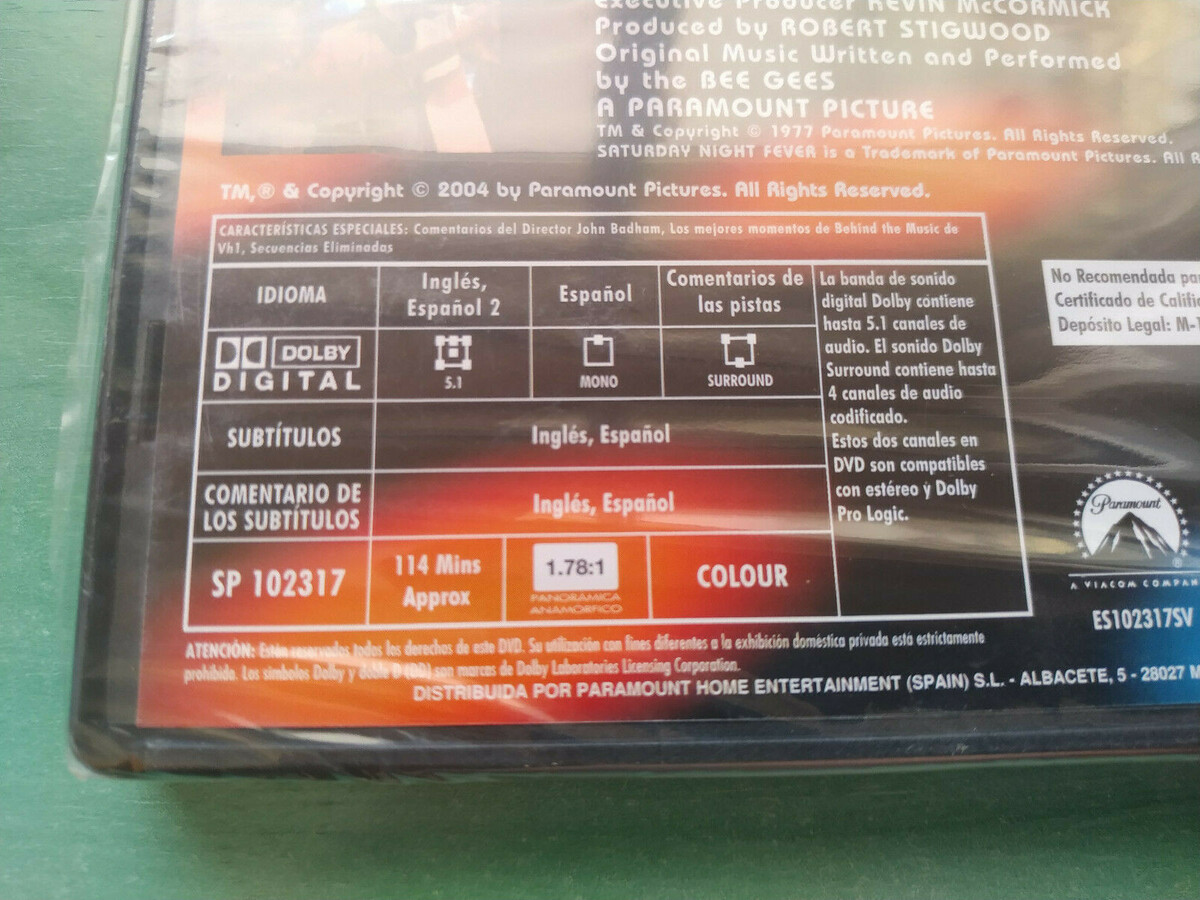 Executive Producer KEVIN McCORMICK
Produced by ROBERT STIGWOOD
Original Music Written and Performed
by the BEE GEES
A PARAMOUNT PICTURE
TM & Copyright © 1977 Paramount Pictures. All Rights Reserved.
SATURDAY NIGHT FEVER is a Trademark of Paramount Pictures. All
TM, ® & Copyright © 2004 by Paramount Pictures. All Rights Reserved.
CARACTERÍSTICAS ESPECIALES: Comentarios del Director John Badham, Los mejores momentos de Behind the Music de
Vh1, Secuencias Eliminadas
IDIOMA
Inglés,
Español 2
Español
Comentarios de
las pistas
DOLBY
DIGITAL
5.1
MONO
SURROUND
SUBTÍTULOS
Inglés, Español
COMENTARIO DE
LOS SUBTÍTULOS
Inglés, Español
SP 102317
114 Mins
Approx
1.78:1
PANORÁMICA
ANAMÓRFICO
COLOUR
La banda de sonido
digital Dolby contiene
hasta 5.1 canales de
audio. El sonido Dolby
Surround contiene hasta
4 canales de audio
codificado.
Estos dos canales en
DVD son compatibles
con estéreo y Dolby
Pro Logic.
No Recomendada
Certificado de
Depósito Legal:
Paramount
A VIACOM
ES102317SV
ATENCIÓN: Están reservados todos los derechos de este DVD. Su utilización con fines diferentes a la exhibición doméstica privada está estrictamente
prohibida. Los símbolos Dolby y doble D (DD) son marcas de Dolby Laboratories Licensing Corporation.
DISTRIBUIDA POR PARAMOUNT HOME ENTERTAINMENT (SPAIN) S.L. - ALBACETE, 5 - 28027